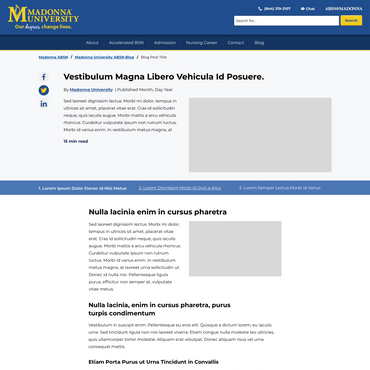 MADONNA
UNIVERSITY
Our degrees, change lives.
(844) 319-2107 Chat ABSN@MADONNA
Search for... Search
About Accelerated BSN Admission Nursing Career Contact Blog
Madonna ABSN / Madonna University ABSN Blog / Blog Post Title
Vestibulum Magna Libero Vehicula Id Posuere.
By Madonna University | Published Month, Day Year
Sed laoreet dignissim lectus. Morbi mi dolor, tempus in
ultrices sit amet, placerat vitae erat. Cras id sollicitudin
neque, quis iaculis augue. Morbi mattis a arcu vehicula
rhoncus. Curabitur vulputate ipsum non iaculis luctus.
Morbi id varius enim. In vestibulum metus magna, at
15 min read
1. Lorem Ipsum Dolor Donec id Nisi Metus 2. Lorem Dignissim Morbi id Quis a Arcu 3. Lorem Semper Lectus Morbi id Varius
Nulla lacinia enim in cursus pharetra
Sed laoreet dignissim lectus. Morbi mi dolor,
tempus in ultrices sit amet, placerat vitae
erat. Cras id sollicitudin neque, quis iaculis
augue. Morbi mattis a arcu vehicula rhoncus.
Curabitur vulputate ipsum non iaculis
luctus. Morbi id varius enim. In vestibulum
metus magna, at laoreet urna sollicitudin ut.
Donec id nulla nisi. Pellentesque ligula
purus, efficitur non semper at, vulputate
vitae metus.
Nulla lacinia, enim in cursus pharetra, purus
turpis condimentum
Vestibulum in suscipit enim. Pellentesque eu eros elit. Quisque a dictum lorem, eu iaculis
urna. Sed tincidunt ligula non nisi laoreet viverra. Etiam congue nulla molestie leo ultricies,
quis ullamcorper tortor molestie. Aliquam erat volutpat. Donec aliquam risus vel urna
consequat mattis.
Etiam Porta Purus ut Urna Tincidunt in Convallis